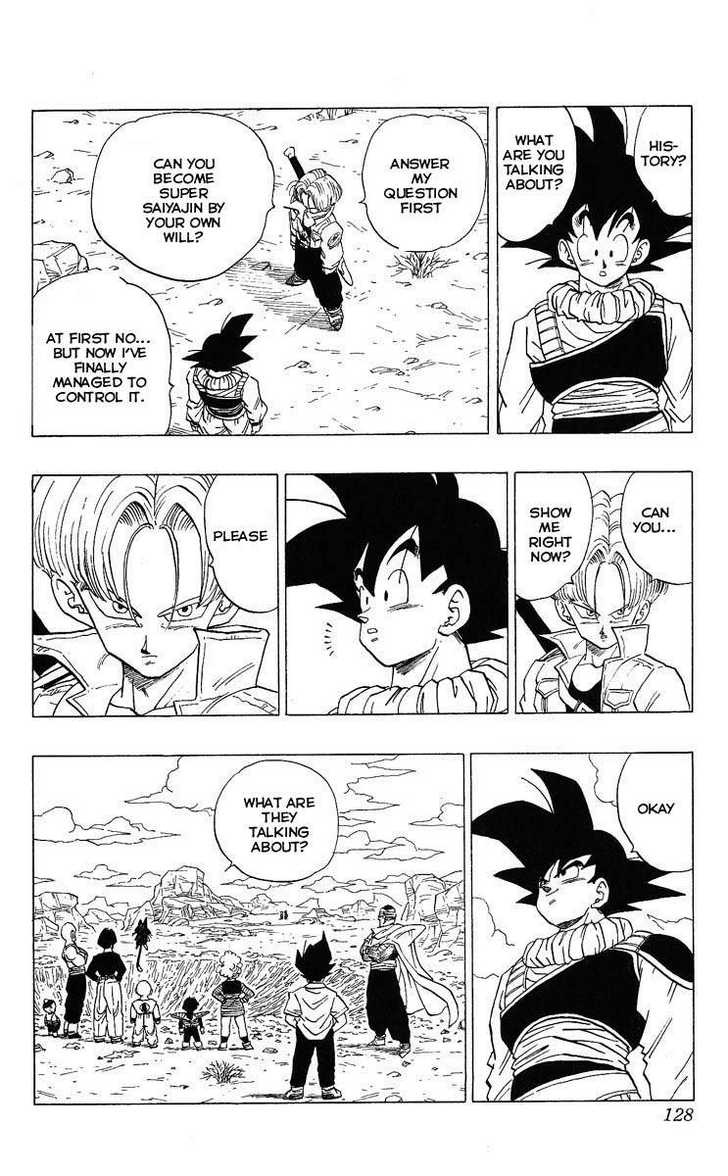 HIS-
TORY?
WHAT
ARE YOU
TALKING
ABOUT?
ANSWER
MY
QUESTION
FIRST
CAN YOU
BECOME
SUPER
SAIYAJIN BY
YOUR OWN
WILL?
AT FIRST NO...
BUT NOW I'VE
FINALLY
MANAGED TO
CONTROL IT.
CAN
YOU...
SHOW
ME
RIGHT
NOW?
PLEASE
OKAY
WHAT ARE
THEY
TALKING
ABOUT?
128